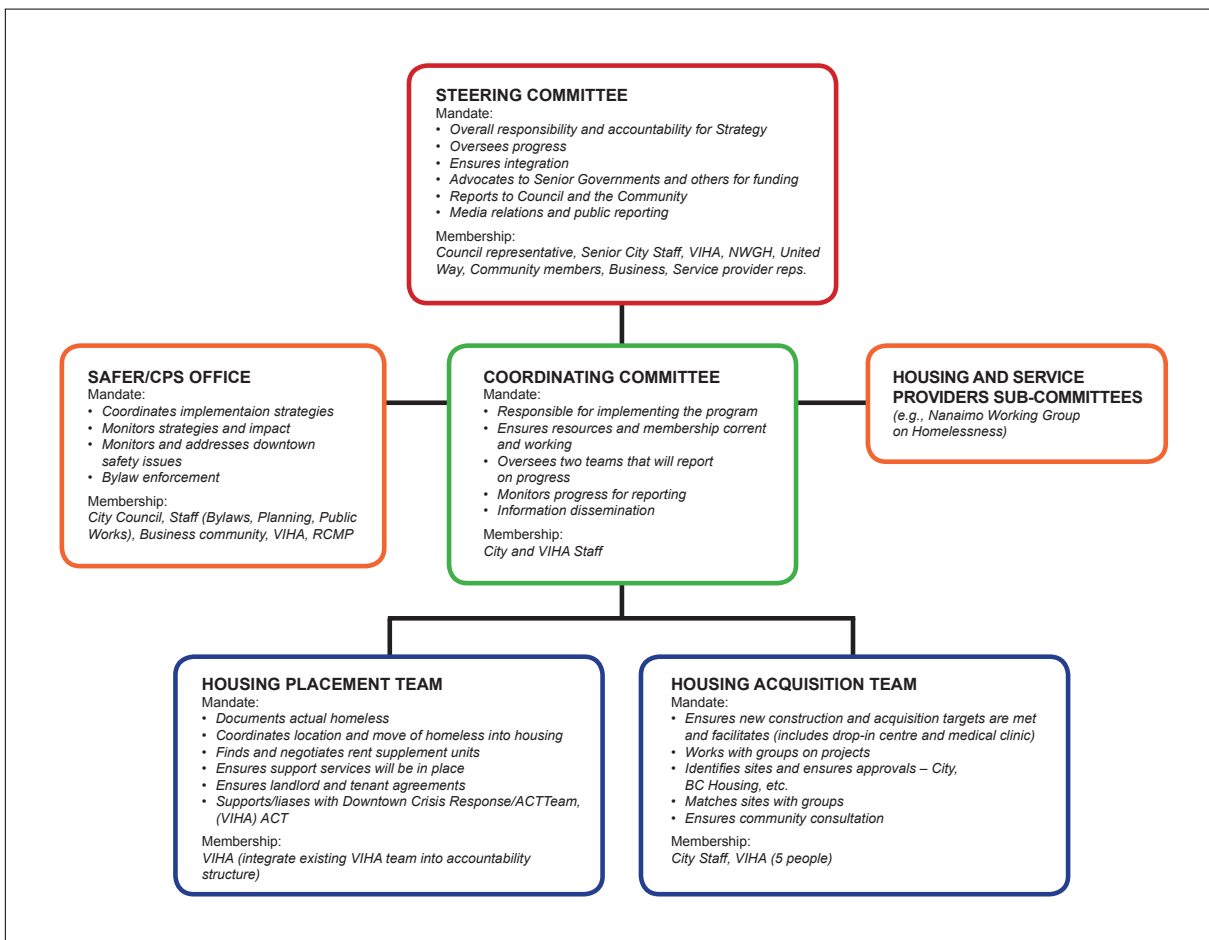 STEERING COMMITTEE
Mandate:
• Overall responsibility and accountability for Strategy
• Oversees progress
• Ensures integration
• Advocates to Senior Governments and others for funding
• Reports to Council and the Community
• Media relations and public reporting
Membership:
Council representative, Senior City Staff, VIHA, NWGH, United
Way, Community members, Business, Service provider reps.
SAFER/CPS OFFICE
Mandate:
• Coordinates implementaion strategies
• Monitors strategies and impact
• Monitors and addresses downtown
safety issues
• Bylaw enforcement
Membership:
City Council, Staff (Bylaws, Planning, Public
Works), Business community, VIHA, RCMP
COORDINATING COMMITTEE
Mandate:
• Responsible for implementing the program
• Ensures resources and membership corrent
and working
• Oversees two teams that will report
on progress
• Monitors progress for reporting
• Information dissemination
Membership:
City and VIHA Staff
HOUSING AND SERVICE
PROVIDERS SUB-COMMITTEES
(e.g., Nanaimo Working Group
on Homelessness)
HOUSING PLACEMENT TEAM
Mandate:
• Documents actual homeless
• Coordinates location and move of homeless into housing
• Finds and negotiates rent supplement units
• Ensures support services will be in place
• Ensures landlord and tenant agreements
• Supports/liases with Downtown Crisis Response/ACTTeam,
(VIHA) ACT
Membership:
VIHA (integrate existing VIHA team into accountability
structure)
HOUSING ACQUISITION TEAM
Mandate:
• Ensures new construction and acquisition targets are met
and facilitates (includes drop-in centre and medical clinic)
• Works with groups on projects
• Identifies sites and ensures approvals – City,
BC Housing, etc.
• Matches sites with groups
• Ensures community consultation
Membership:
City Staff, VIHA (5 people)